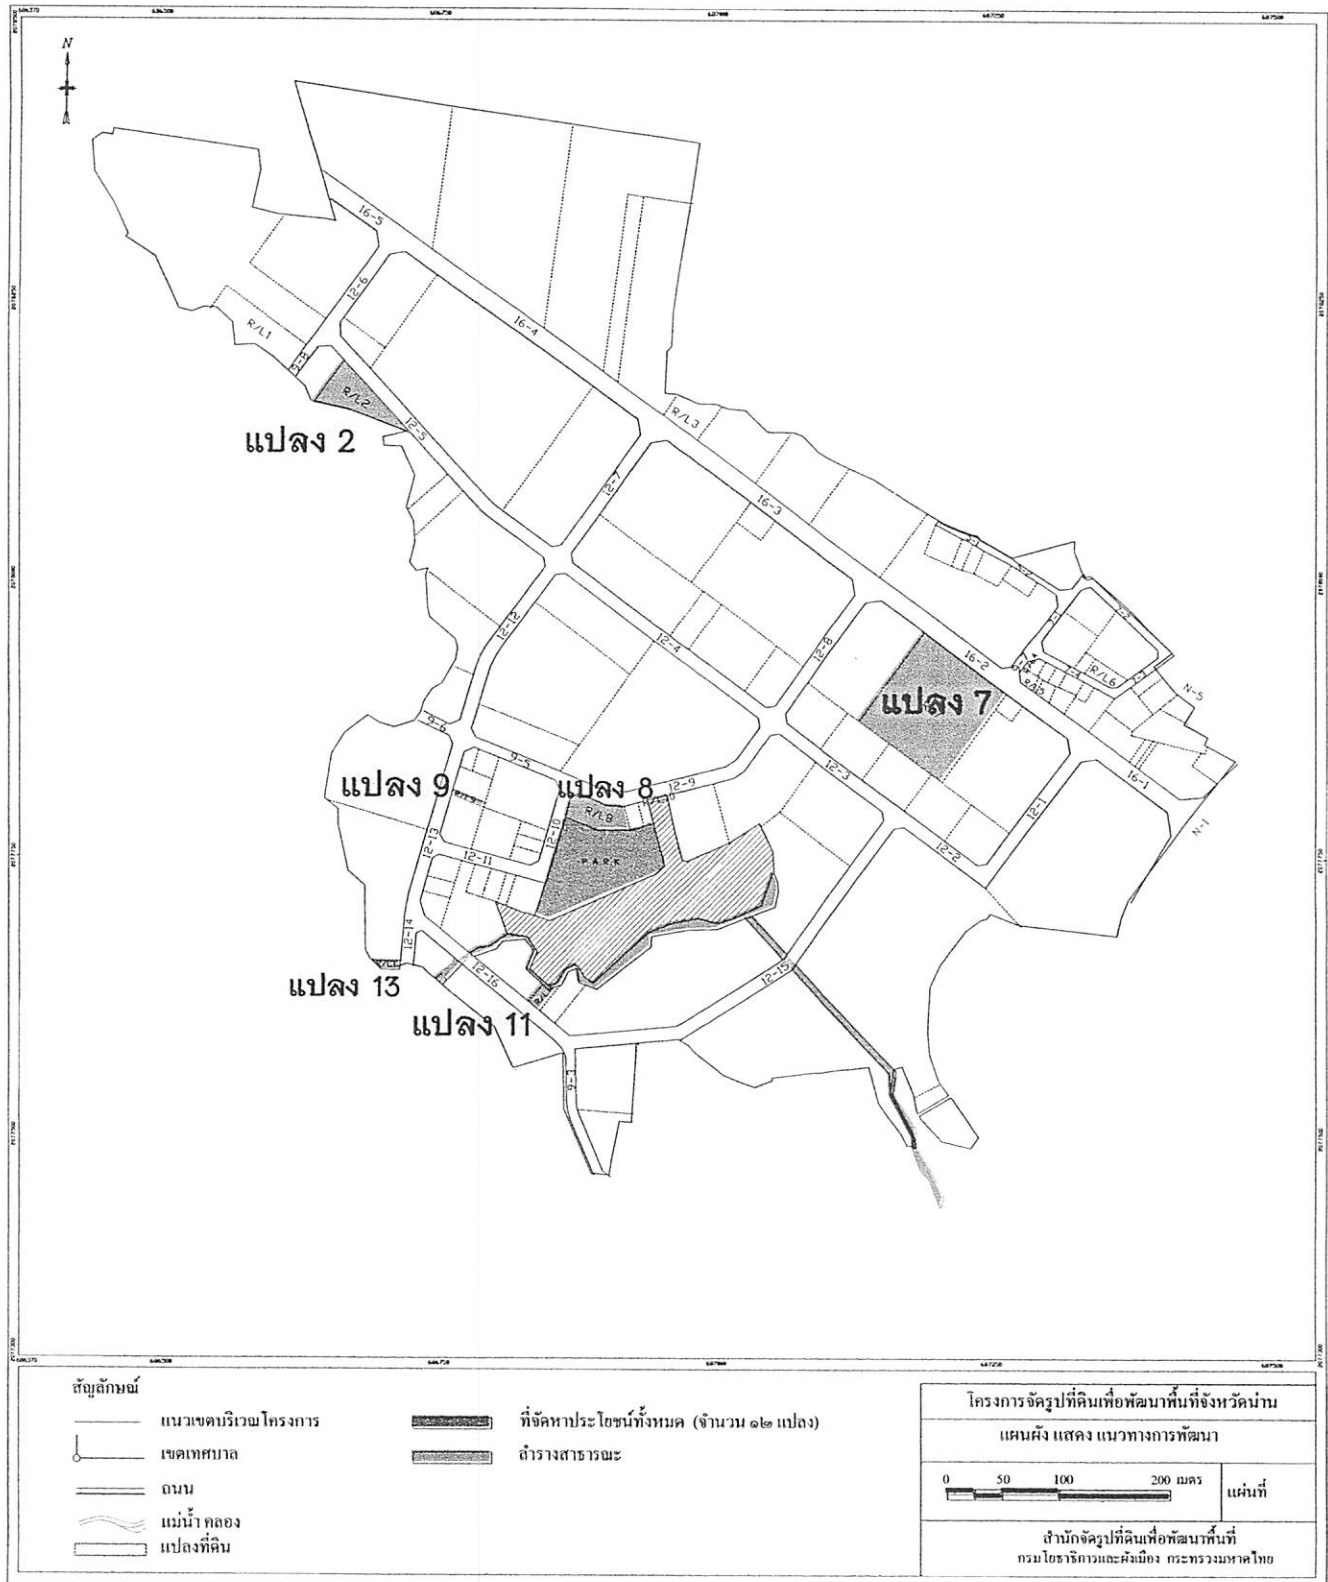 686370 686500 686750 687000 687250 687500
N
16-5
12-6
R/L1
16-4
R/L2
12-5
R/L3
แปลง 2
12-7
16-3
12-12
12-4
12-8
16-2
R/L6
N-5
แปลง 7
9-6
9-5
แปลง 9
แปลง 8
12-9
12-3
16-1
R/L8
12-10
12-1
N-1
12-13
12-11
PARK
12-2
12-14
12-16
12-15
แปลง 13
แปลง 11
9-3
686370 686500 686750 687000 687250 687500
สัญลักษณ์
แนวเขตบริเวณโครงการ
เขตเทศบาล
ถนน
แม่น้ำ คลอง
แปลงที่ดิน
ที่จัดหาประโยชน์ทั้งหมด (จำนวน ๑๒ แปลง)
ลำรางสาธารณะ
โครงการจัดรูปที่ดินเพื่อพัฒนาพื้นที่จังหวัดน่าน
แผนผัง แสดง แนวทางการพัฒนา
0 50 100 200 เมตร
แผ่นที่
สำนักจัดรูปที่ดินเพื่อพัฒนาพื้นที่
กรมโยธาธิการและผังเมือง กระทรวงมหาดไทย